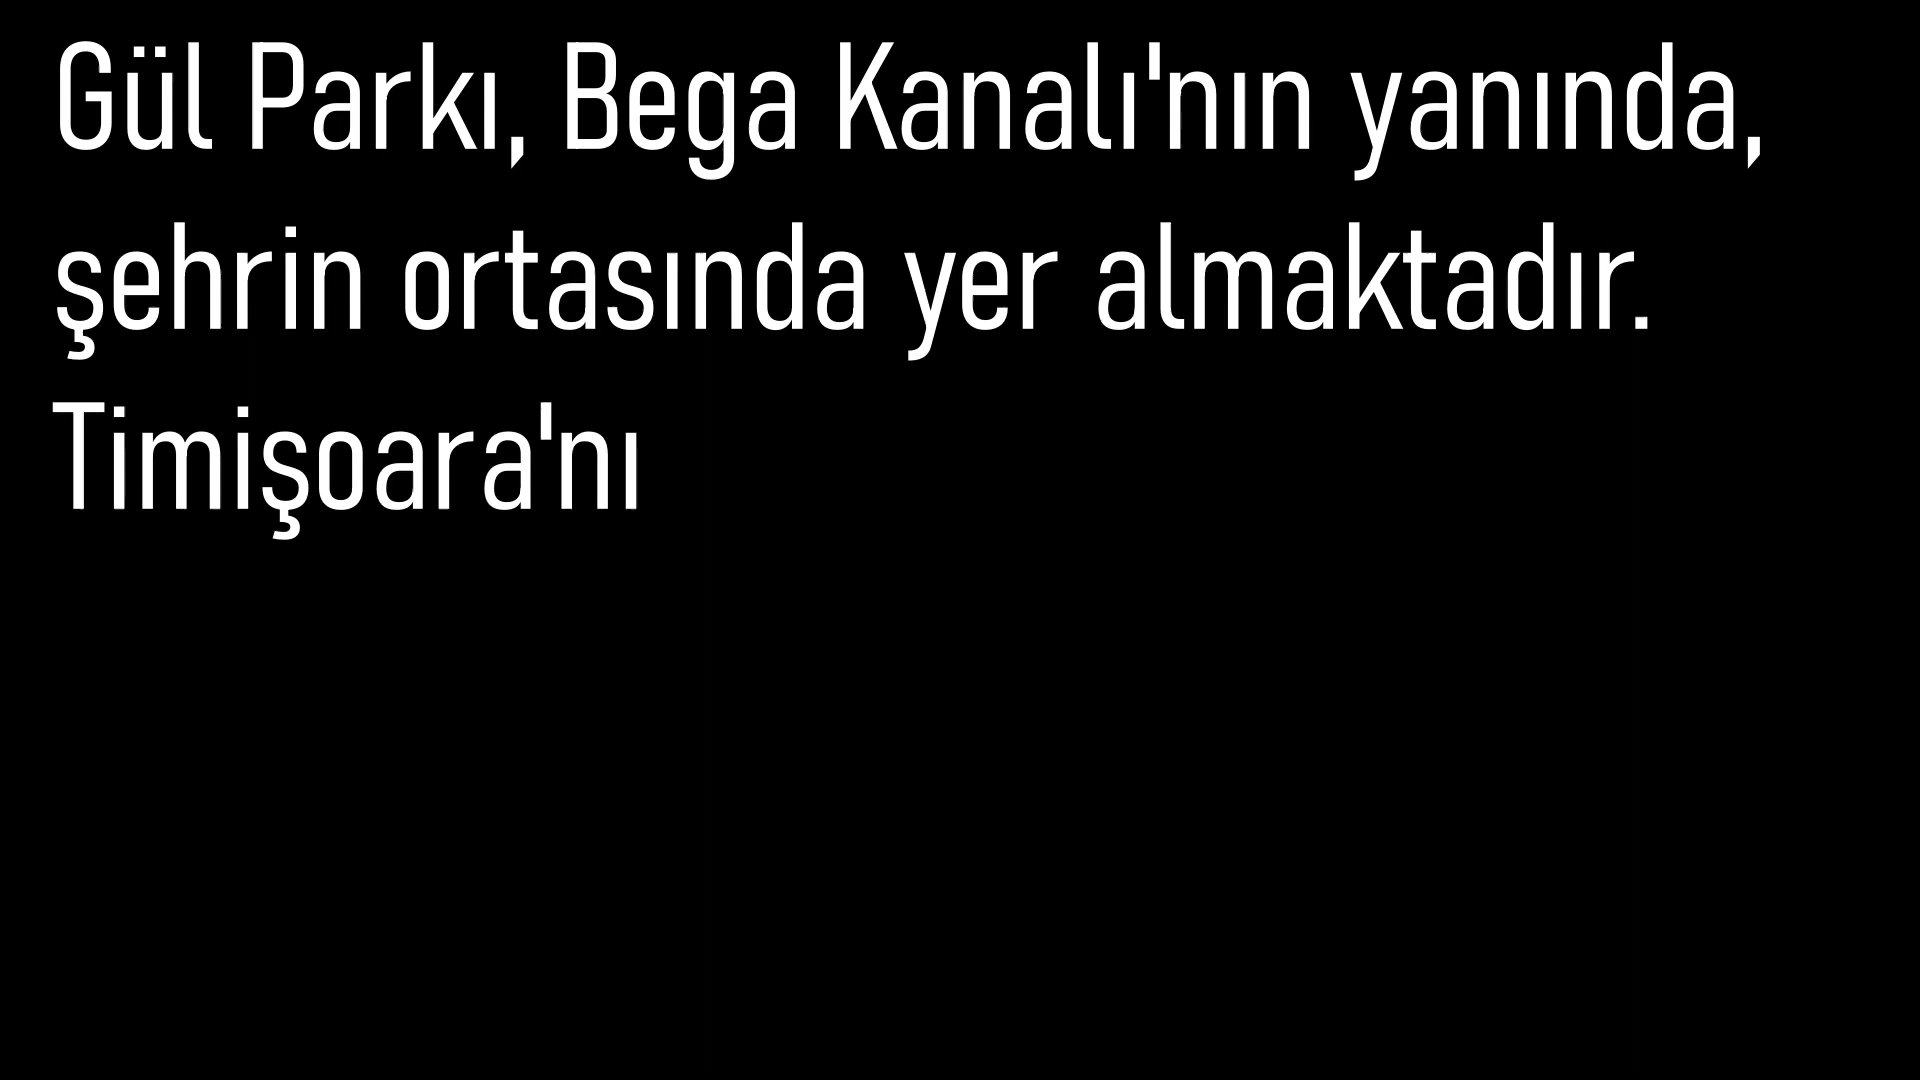 Gül Parkı, Bega Kanalı'nın yanında,
şehrin ortasında yer almaktadır.
Timişoara'nı